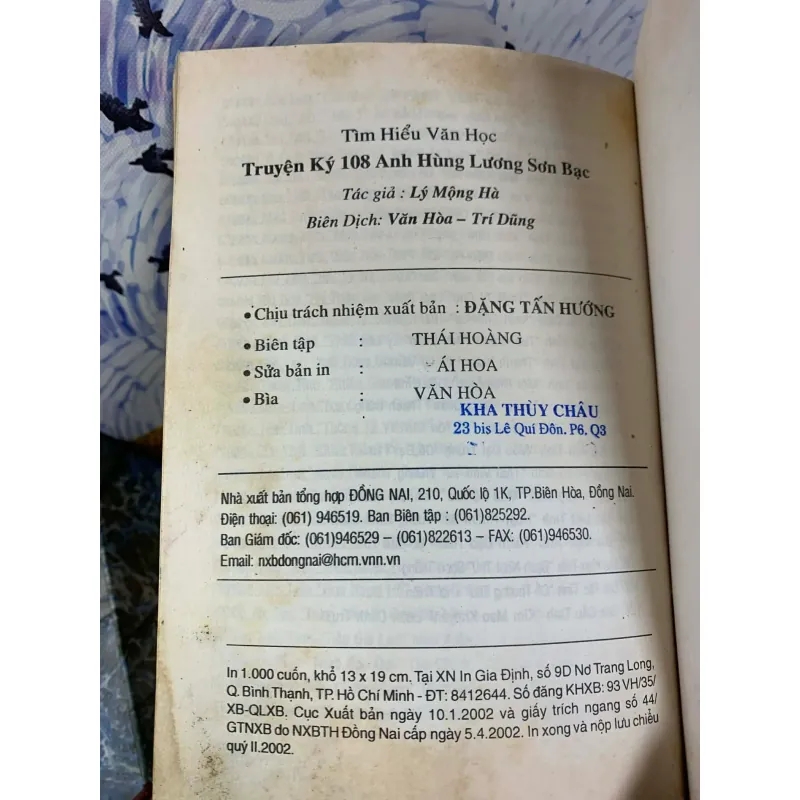 Tìm Hiểu Văn Học
Truyện Ký 108 Anh Hùng Lương Sơn Bạc
Tác giả : Lý Mộng Hà
Biên Dịch: Văn Hòa – Trí Dũng
• Chịu trách nhiệm xuất bản : ĐẶNG TẤN HƯỚNG
• Biên tập : THÁI HOÀNG
• Sửa bản in : ÁI HOA
• Bìa : VĂN HÒA
KHA THÙY CHÂU
23 bis Lê Quí Đôn. P6. Q3
Nhà xuất bản tổng hợp ĐỒNG NAI, 210, Quốc lộ 1K, TP.Biên Hòa, Đồng Nai.
Điện thoại: (061) 946519. Ban Biên tập : (061)825292.
Ban Giám đốc: (061)946529 – (061)822613 – FAX: (061)946530.
Email: nxbdongnai@hcm.vnn.vn
In 1.000 cuốn, khổ 13 x 19 cm. Tại XN In Gia Định, số 9D Nơ Trang Long,
Q. Bình Thạnh, TP. Hồ Chí Minh - ĐT: 8412644. Số đăng KHXB: 93 VH/35/
XB-QLXB. Cục Xuất bản ngày 10.1.2002 và giấy trích ngang số 44/
GTNXB do NXBTH Đồng Nai cấp ngày 5.4.2002. In xong và nộp lưu chiểu
quý II.2002.